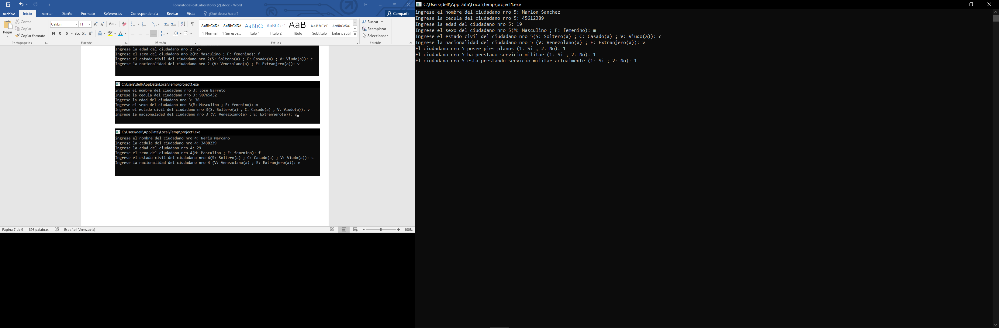 FormatodePostLaboratorio (2).docx - Word
Archivo Inicio Insertar Diseño Formato Referencias Correspondencia Revisar Vista ¿Qué desea hacer? Compartir
Pegar
Cortar
Copiar
Copiar formato
Portapapeles
Calibri 11
N K S abc x₂ x²
Fuente
Párrafo
AaBbCcDc AaBbCcDc AaBbC AaBbCcC AaB AaBbCcC AaBbCcDdI
¶ Normal ¶ Sin espa... Título 1 Título 2 Título Subtítulo Énfasis sutil
Estilos
Buscar
Reemplazar
Seleccionar
Edición
Ingrese la edad del ciudadano nro 2: 25
Ingrese el sexo del ciudadano nro 2(M: Masculino ; F: femenino): f
Ingrese el estado civil del ciudadano nro 2(S: Soltero(a) ; C: Casado(a) ; V: Viudo(a)): c
Ingrese la nacionalidad del ciudadano nro 2 (V: Venezolano(a) ; E: Extranjero(a)): v
C:\Users\dell\AppData\Local\Temp\project1.exe
ingrese el nombre del ciudadano nro 3: Jose Barreto
Ingrese la cedula del ciudadano nro 3: 98765432
Ingrese la edad del ciudadano nro 3: 38
Ingrese el sexo del ciudadano nro 3(M: Masculino ; F: femenino): m
Ingrese el estado civil del ciudadano nro 3(S: Soltero(a) ; C: Casado(a) ; V: Viudo(a)): v
Ingrese la nacionalidad del ciudadano nro 3 (V: Venezolano(a) ; E: Extranjero(a)): v
C:\Users\dell\AppData\Local\Temp\project1.exe
ingrese el nombre del ciudadano nro 4: Neris Marcano
Ingrese la cedula del ciudadano nro 4: 3488239
Ingrese la edad del ciudadano nro 4: 29
Ingrese el sexo del ciudadano nro 4(M: Masculino ; F: femenino): f
Ingrese el estado civil del ciudadano nro 4(S: Soltero(a) ; C: Casado(a) ; V: Viudo(a)): s
Ingrese la nacionalidad del ciudadano nro 4 (V: Venezolano(a) ; E: Extranjero(a)): e
Página 7 de 9 896 palabras Español (Venezuela) 100%
C:\Users\dell\AppData\Local\Temp\project1.exe
ingrese el nombre del ciudadano nro 5: Marlon Sanchez
Ingrese la cedula del ciudadano nro 5: 45612389
Ingrese la edad del ciudadano nro 5: 19
Ingrese el sexo del ciudadano nro 5(M: Masculino ; F: femenino): m
Ingrese el estado civil del ciudadano nro 5(S: Soltero(a) ; C: Casado(a) ; V: Viudo(a)): c
Ingrese la nacionalidad del ciudadano nro 5 (V: Venezolano(a) ; E: Extranjero(a)): v
El ciudadano nro 5 posee pies planos (1: Si ; 2: No): 1
El ciudadano nro 5 ha prestado servicio militar (1: Si ; 2: No): 1
El ciudadano nro 5 esta prestando servicio militar actualmente (1: Si ; 2: No): 1